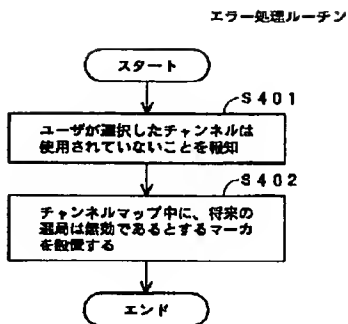 エラー処理ルーチン
スタート
S401
ユーザが選択したチャンネルは
使用されていないことを報知
S402
チャンネルマップ中に、将来の
選局は無効であるとするマーカ
を設置する
エンド